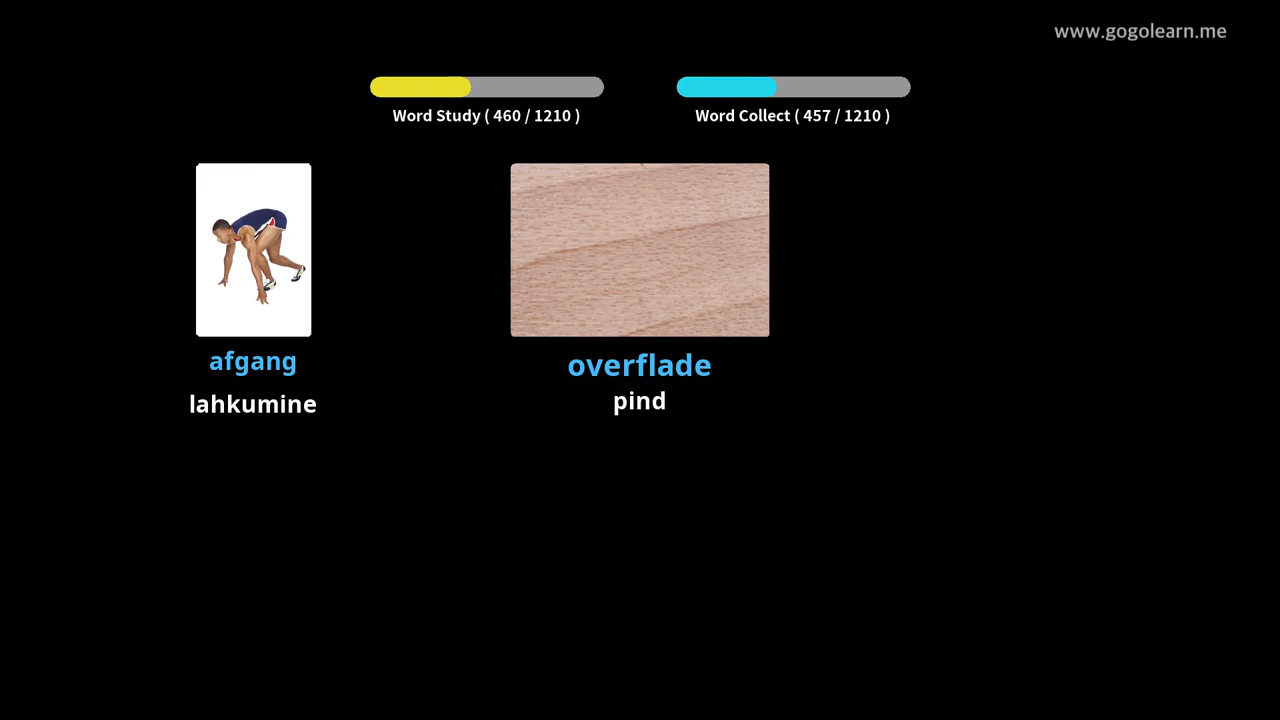 www.gogolearn.me
Word Study ( 460 / 1210 )
Word Collect ( 457 / 1210 )
afgang
lahkumine
overflade
pind